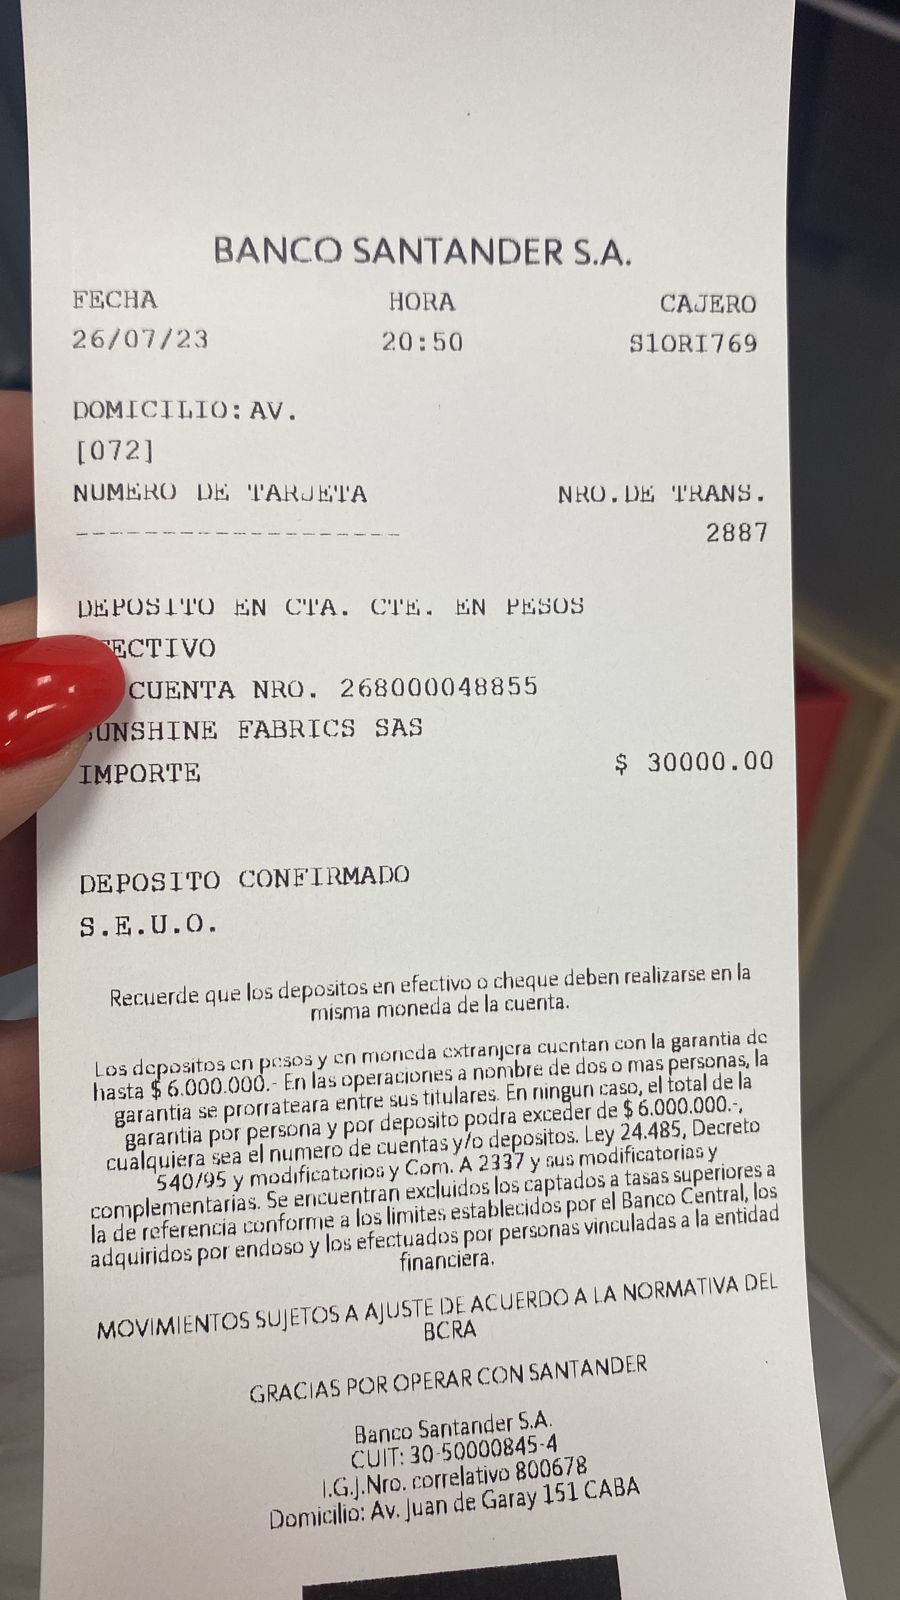 BANCO SANTANDER S.A.
FECHA HORA CAJERO
26/07/23 20:50 S1ORI769
DOMICILIO: AV.
[072]
NUMERO DE TARJETA NRO.DE TRANS.
------------------- 2887
DEPOSITO EN CTA. CTE. EN PESOS
ECTIVO
CUENTA NRO. 268000048855
UNSHINE FABRICS SAS
IMPORTE $ 30000.00
DEPOSITO CONFIRMADO
S.E.U.O.
Recuerde que los depositos en efectivo o cheque deben realizarse en la
misma moneda de la cuenta.
Los depositos en pesos y en moneda extranjera cuentan con la garantia de
hasta $ 6.000.000.- En las operaciones a nombre de dos o mas personas, la
garantia se prorrateara entre sus titulares. En ningun caso, el total de la
garantia por persona y por deposito podra exceder de $ 6.000.000.-,
cualquiera sea el numero de cuentas y/o depositos. Ley 24.485, Decreto
540/95 y modificatorios y Com. A 2337 y sus modificatorias y
complementarias. Se encuentran excluidos los captados a tasas superiores a
la de referencia conforme a los limites establecidos por el Banco Central, los
adquiridos por endoso y los efectuados por personas vinculadas a la entidad
financiera.
MOVIMIENTOS SUJETOS A AJUSTE DE ACUERDO A LA NORMATIVA DEL
BCRA
GRACIAS POR OPERAR CON SANTANDER
Banco Santander S.A.
CUIT: 30-50000845-4
I.G.J.Nro. correlativo 800678
Domicilio: Av. Juan de Garay 151 CABA